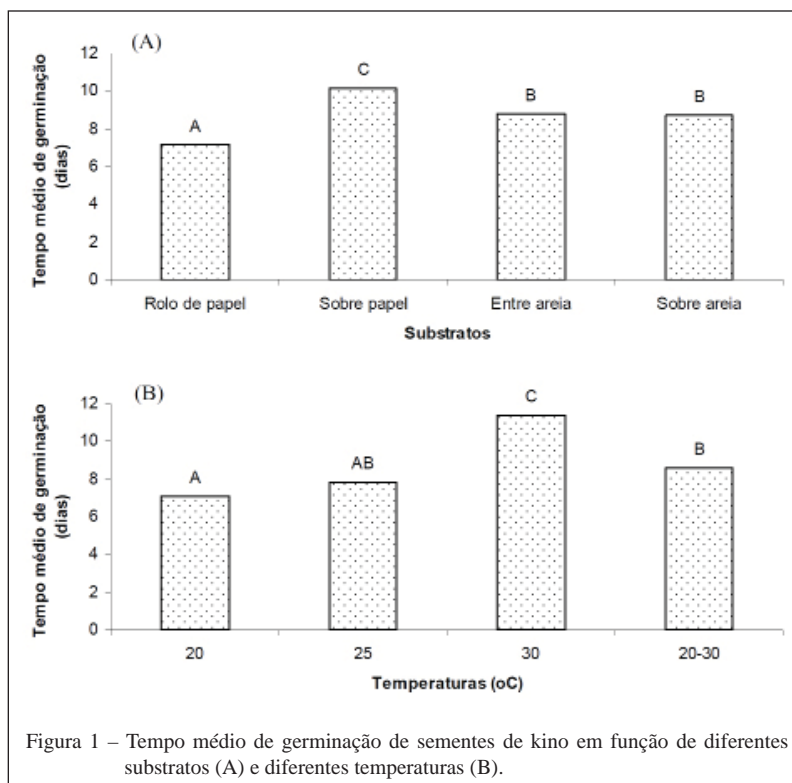 (A)
Tempo médio de germinação
(dias)
12
10
8
6
4
2
0
A
C
B
B
Rolo de papel Sobre papel Entre areia Sobre areia
Substratos
(B)
Tempo médio de germinação
(dias)
12
10
8
6
4
2
0
A
AB
C
B
20 25 30 20-30
Temperaturas (oC)
Figura 1 – Tempo médio de germinação de sementes de kino em função de diferentes
substratos (A) e diferentes temperaturas (B).